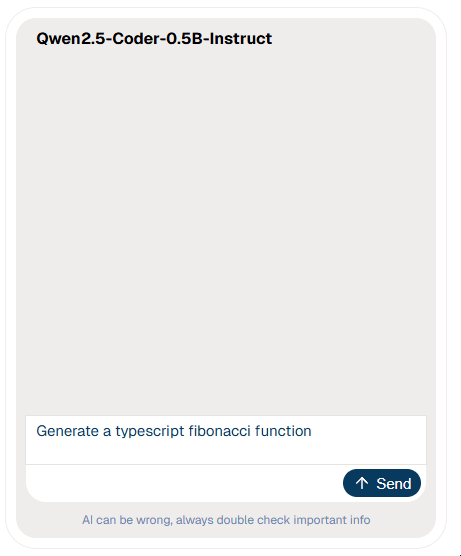 Qwen2.5-Coder-0.5B-Instruct
Generate a typescript fibonacci function
Send
AI can be wrong, always double check important info